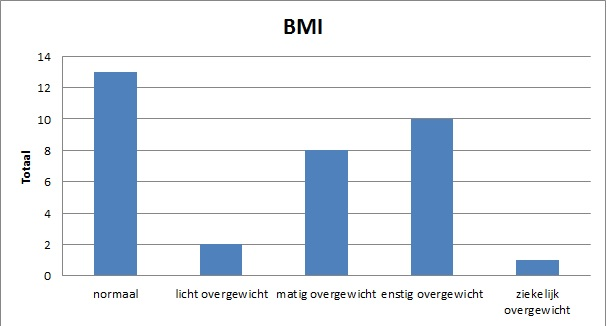 BMI
14
12
10
8
6
4
2
0
Totaal
normaal
licht overgewicht
matig overgewicht
enstig overgewicht
ziekelijk
overgewicht